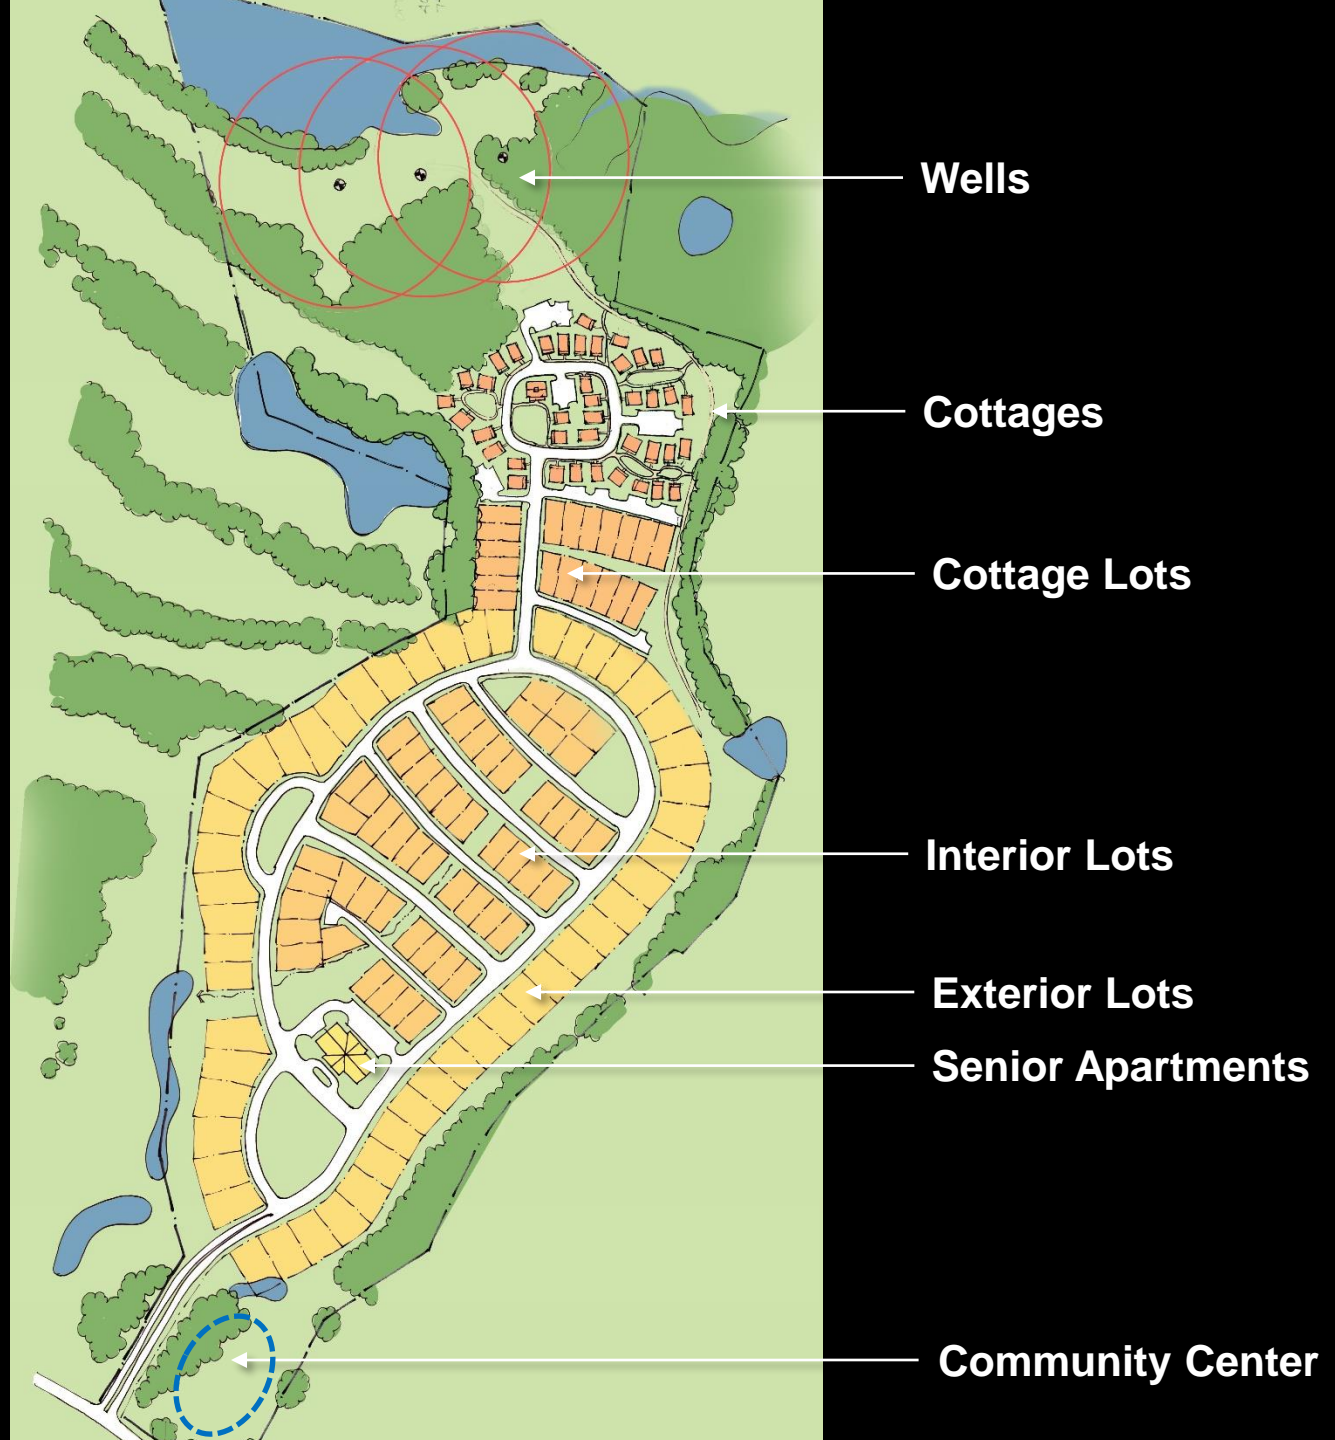 Wells
Cottages
Cottage Lots
Interior Lots
Exterior Lots
Senior Apartments
Community Center